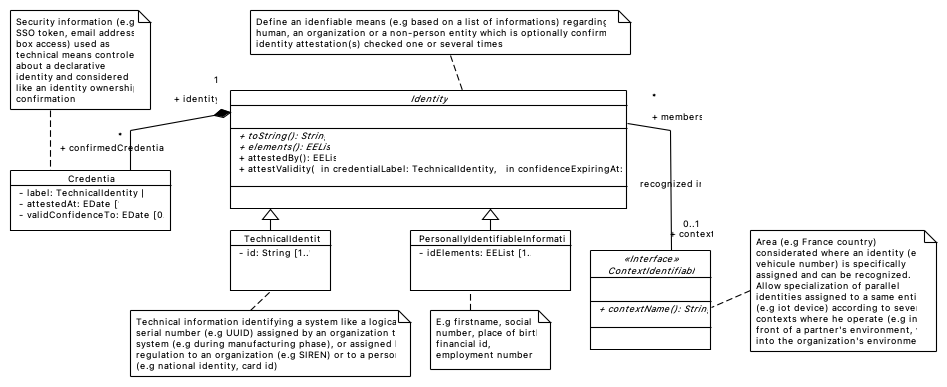 Security information (e.g
SSO token, email address
box access) used as
technical means controle
about a declarative
identity and considered
like an identity ownership
confirmation
Define an idenfiable means (e.g based on a list of informations) regarding
human, an organization or a non-person entity which is optionally confirm
identity attestation(s) checked one or several times
1
+ identity
*
+ confirmedCredentia
Identity
+ toString(): Strin
+ elements(): EELis
+ attestedBy(): EELis
+ attestValidity( in credentialLabel: TechnicalIdentity, in confidenceExpiringAt:
*
+ members
recognized in
0..1
+ context
Credentia
- label: TechnicalIdentity [
- attestedAt: EDate [
- validConfidenceTo: EDate [0
TechnicalIdentit
- id: String [1..
PersonallyIdentifiableInformati
- idElements: EEList [1..
«Interface»
ContextIdentifiabl
+ contextName(): Strin
Area (e.g France country)
considerated where an identity (e
vehicule number) is specifically
assigned and can be recognized.
Allow specialization of parallel
identities assigned to a same enti
(e.g iot device) according to seve
contexts where he operate (e.g in
front of a partner's environment,
into the organization's environme
Technical information identifying a system like a logica
serial number (e.g UUID) assigned by an organization t
system (e.g during manufacturing phase), or assigned
regulation to an organization (e.g SIREN) or to a person
(e.g national identity, card id)
E.g firstname, social
number, place of birt
financial id,
employment number